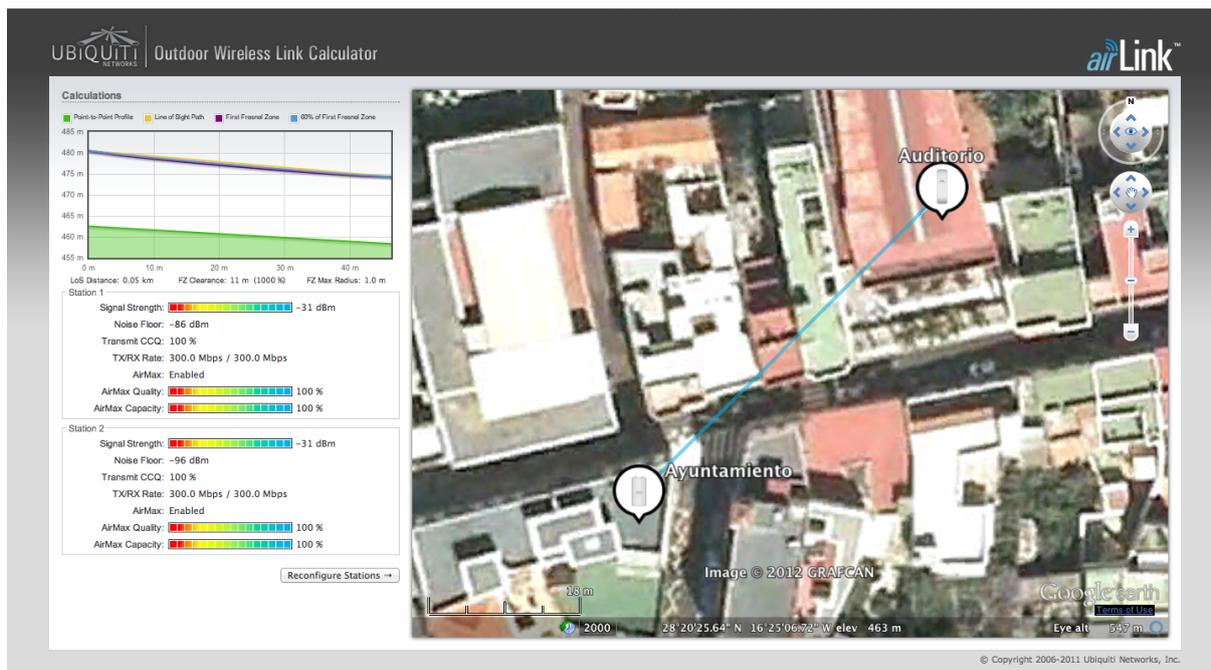 UBiQUiTi NETWORKS Outdoor Wireless Link Calculator
airLink™
Calculations
Point-to-Point Profile Line of Sight Path First Fresnel Zone 60% of First Fresnel Zone
485 m
480 m
475 m
470 m
465 m
460 m
455 m
0 m 10 m 20 m 30 m 40 m
LoS Distance: 0.05 km FZ Clearance: 11 m (1000 %) FZ Max Radius: 1.0 m
Station 1
Signal Strength: -31 dBm
Noise Floor: -86 dBm
Transmit CCQ: 100 %
TX/RX Rate: 300.0 Mbps / 300.0 Mbps
AirMax: Enabled
AirMax Quality: 100 %
AirMax Capacity: 100 %
Station 2
Signal Strength: -31 dBm
Noise Floor: -96 dBm
Transmit CCQ: 100 %
TX/RX Rate: 300.0 Mbps / 300.0 Mbps
AirMax: Enabled
AirMax Quality: 100 %
AirMax Capacity: 100 %
Reconfigure Stations →
N
Auditorio
Ayuntamiento
Image © 2012 GRAFCAN
Google earth
Terms of Use
18 m
2000 28°20'25.64" N 16°25'06.72" W elev 463 m Eye alt 547 m
© Copyright 2006-2011 Ubiquiti Networks, Inc.